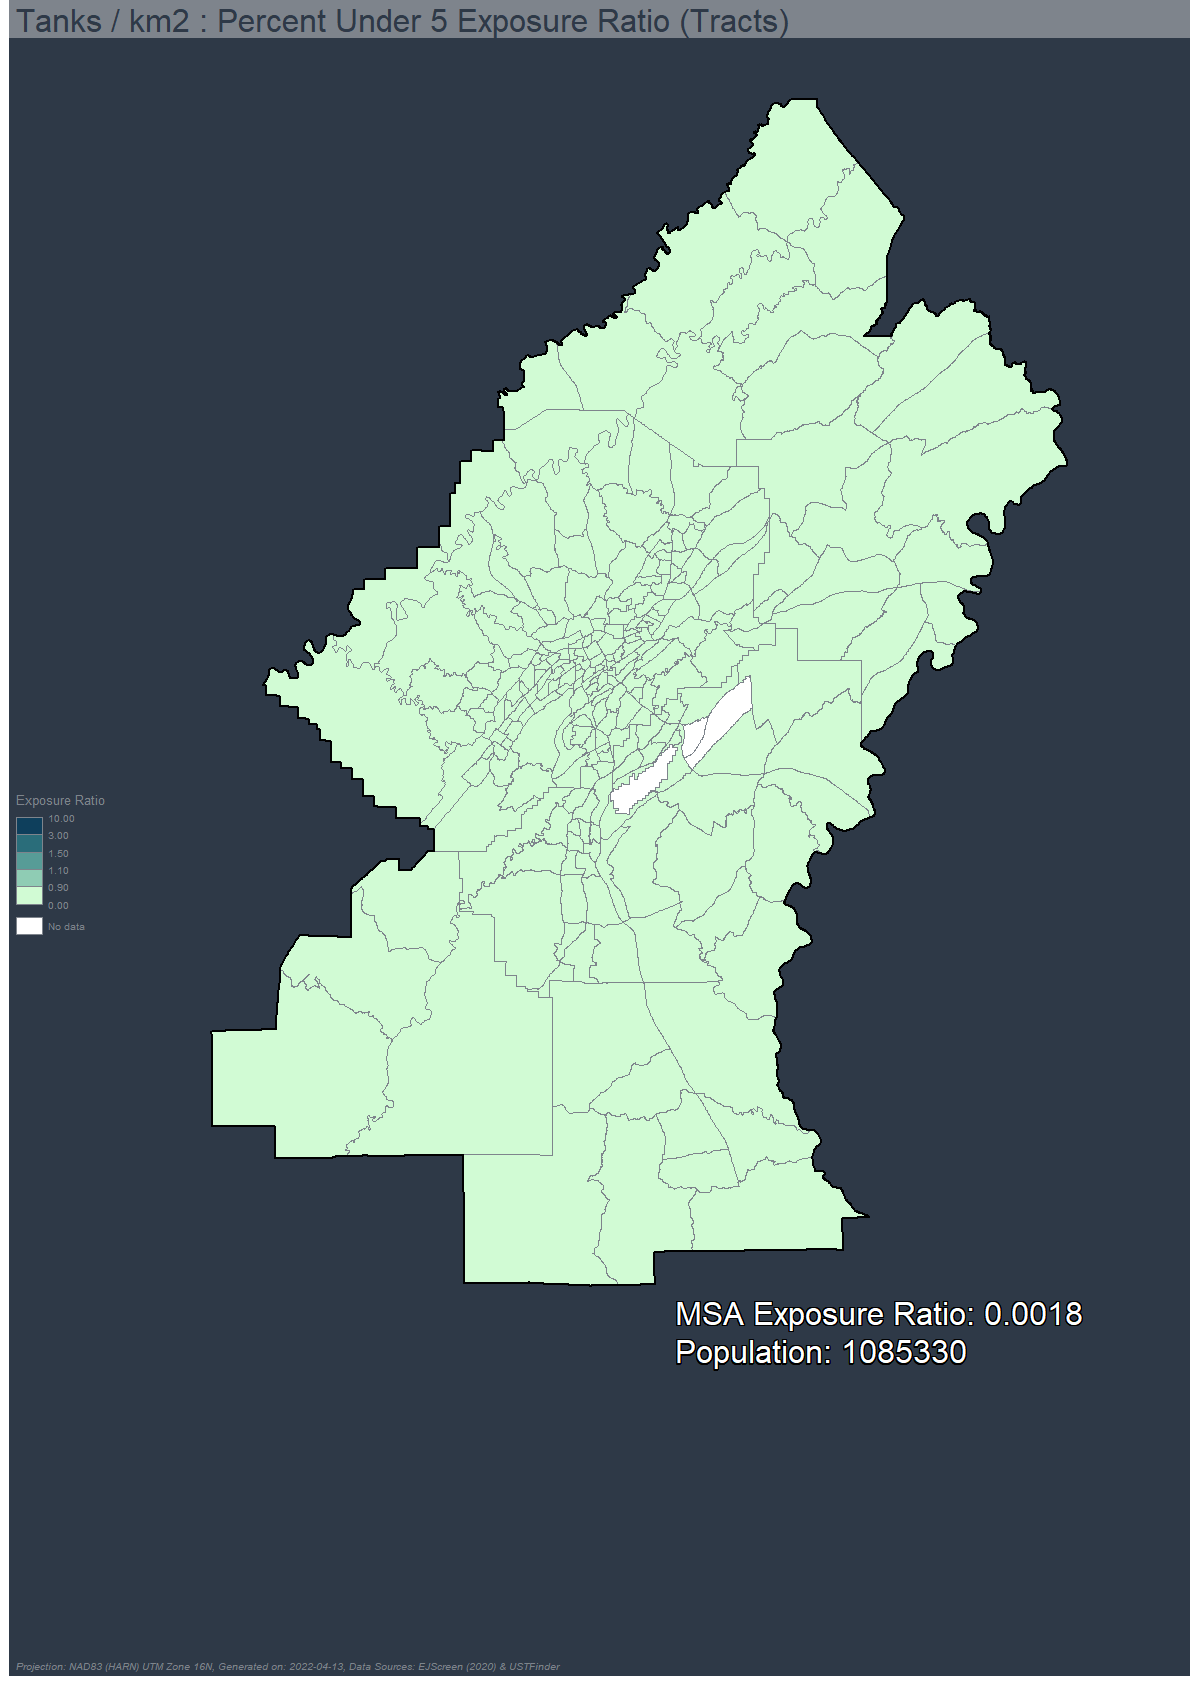 Tanks / km2 : Percent Under 5 Exposure Ratio (Tracts)
Exposure Ratio
10.00
3.00
1.50
1.10
0.90
0.00
No data
MSA Exposure Ratio: 0.0018
Population: 1085330
Projection: NAD83 (HARN) UTM Zone 16N, Generated on: 2022-04-13, Data Sources: EJScreen (2020) & USTFinder